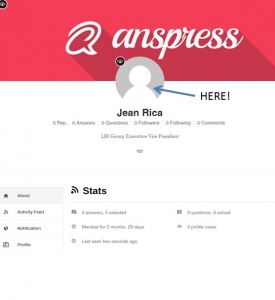 anspress
HERE!
Jean Rica
0 Rep. 0 Answers 0 Questions 0 Followers 0 Following 0 Comments
LBI Group Executive Vice President
About
Stats
Activity Feed
0 answers, 0 selected
0 questions, 0 solved
Notification
Member for 3 months, 28 days
0 profile views
Profile
Last seen few seconds ago